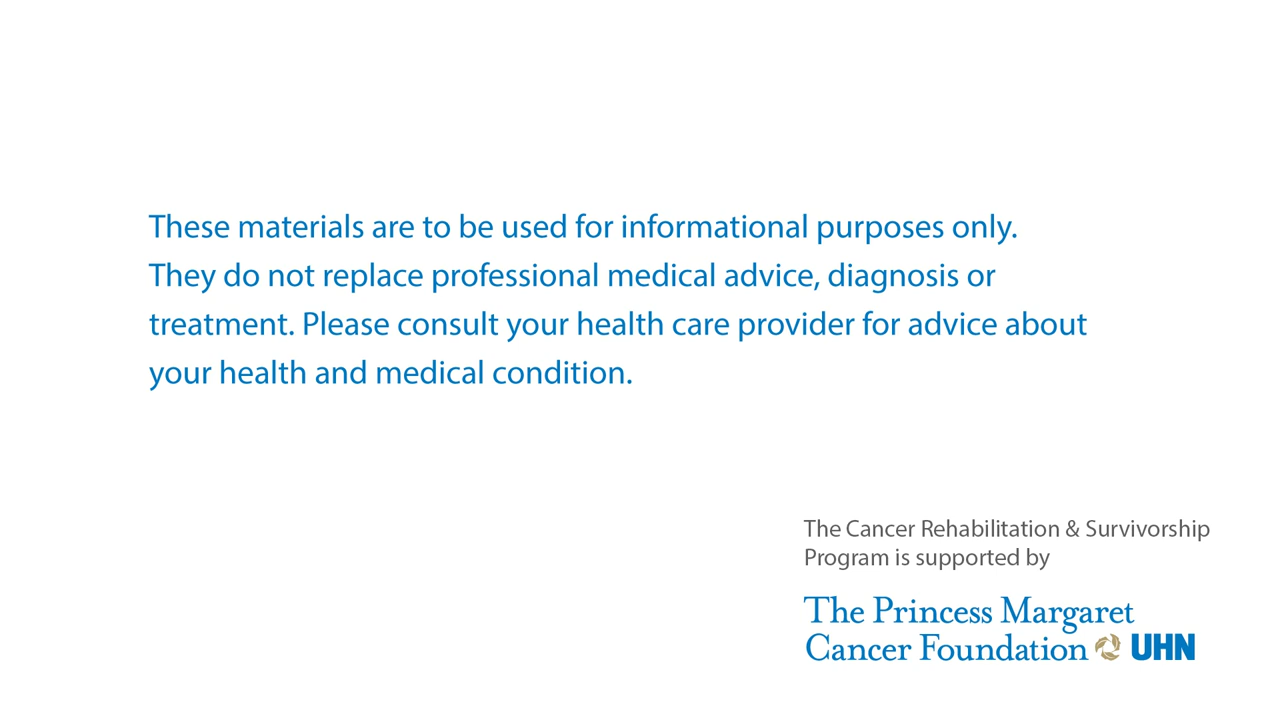 These materials are to be used for informational purposes only.
They do not replace professional medical advice, diagnosis or
treatment. Please consult your health care provider for advice about
your health and medical condition.
The Cancer Rehabilitation & Survivorship
Program is supported by
The Princess Margaret
Cancer Foundation UHN